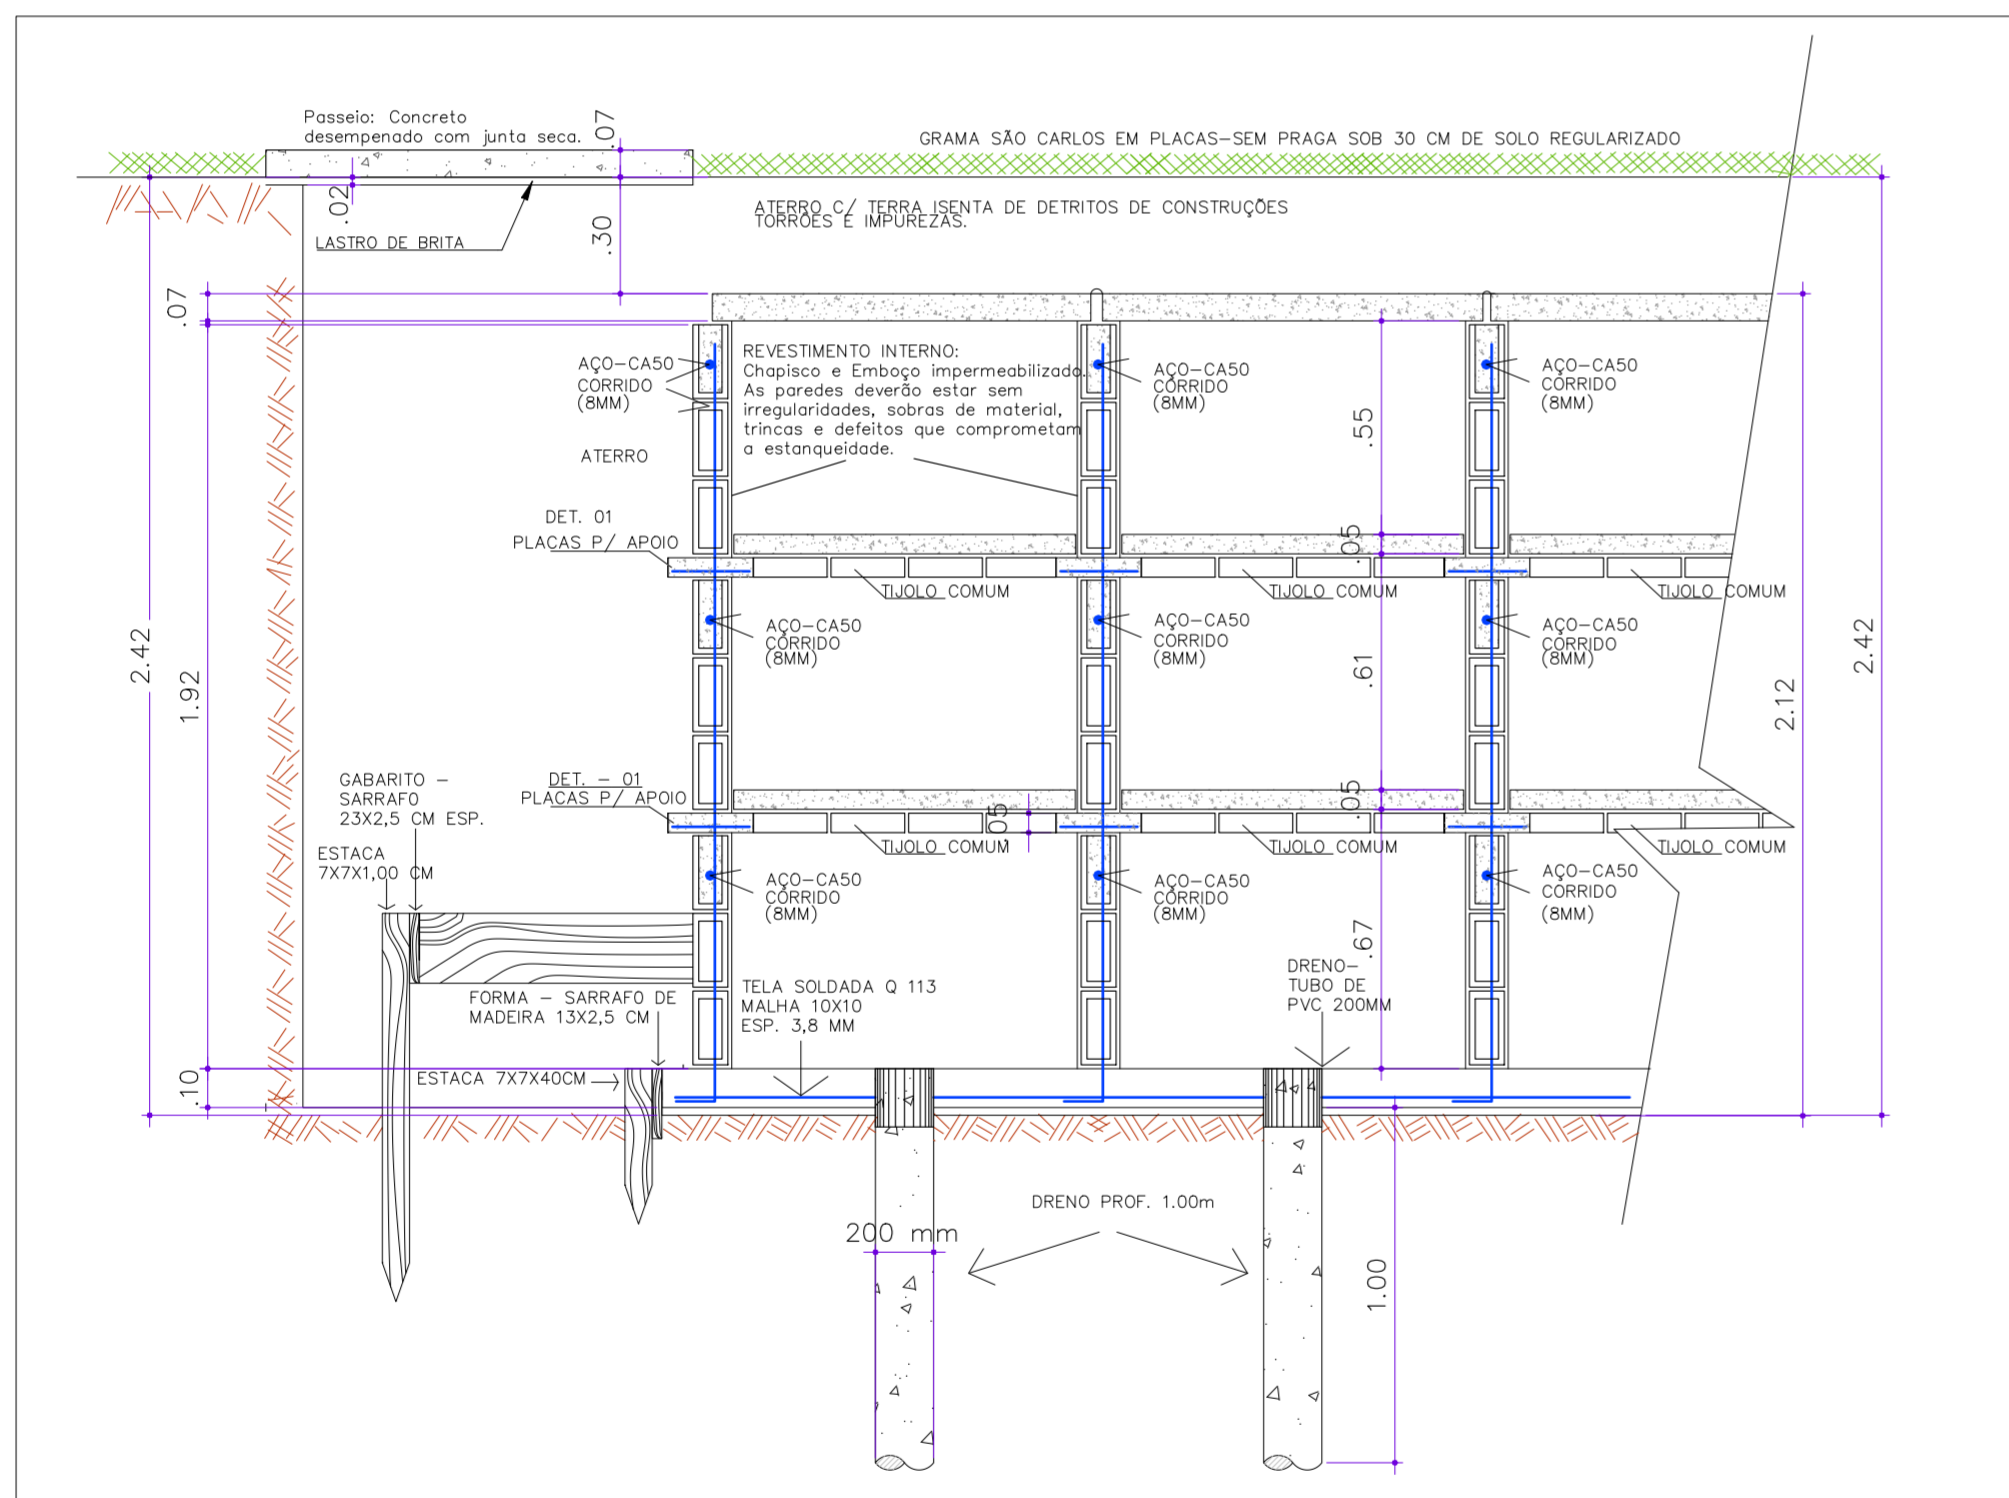 Passeio: Concreto
desempenado com junta seca.
.07
GRAMA SÃO CARLOS EM PLACAS-SEM PRAGA SOB 30 CM DE SOLO REGULARIZADO
.02
LASTRO DE BRITA
.30
ATERRO C/ TERRA ISENTA DE DETRITOS DE CONSTRUÇÕES
TORRÕES E IMPUREZAS.
.07
AÇO-CA50
CORRIDO
(8MM)
REVESTIMENTO INTERNO:
Chapisco e Emboço impermeabilizado.
As paredes deverão estar sem
irregularidades, sobras de material,
trincas e defeitos que comprometam
a estanqueidade.
AÇO-CA50
CORRIDO
(8MM)
.55
AÇO-CA50
CORRIDO
(8MM)
ATERRO
DET. 01
PLACAS P/ APOIO
.05
TIJOLO COMUM
TIJOLO COMUM
TIJOLO COMUM
2.42
1.92
AÇO-CA50
CORRIDO
(8MM)
AÇO-CA50
CORRIDO
(8MM)
.61
AÇO-CA50
CORRIDO
(8MM)
2.12
2.42
GABARITO -
SARRAFO
23X2,5 CM ESP.
DET. - 01
PLACAS P/ APOIO
.05
.05
TIJOLO COMUM
TIJOLO COMUM
TIJOLO COMUM
ESTACA
7X7X1,00 CM
AÇO-CA50
CORRIDO
(8MM)
AÇO-CA50
CORRIDO
(8MM)
.67
AÇO-CA50
CORRIDO
(8MM)
FORMA - SARRAFO DE
MADEIRA 13X2,5 CM
TELA SOLDADA Q 113
MALHA 10X10
ESP. 3,8 MM
DRENO-
TUBO DE
PVC 200MM
.10
ESTACA 7X7X40CM
DRENO PROF. 1.00m
200 mm
1.00